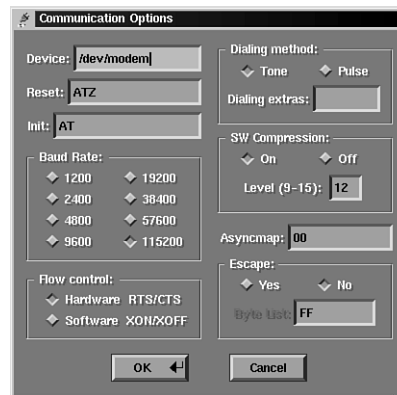 Communication Options
Device: /dev/modem
Reset: ATZ
Init: AT
Baud Rate:
1200 19200
2400 38400
4800 57600
9600 115200
Flow control:
Hardware RTS/CTS
Software XON/XOFF
Dialing method:
Tone Pulse
Dialing extras:
SW Compression:
On Off
Level (9-15): 12
Asyncmap: 00
Escape:
Yes No
Byte List: FF
OK Cancel